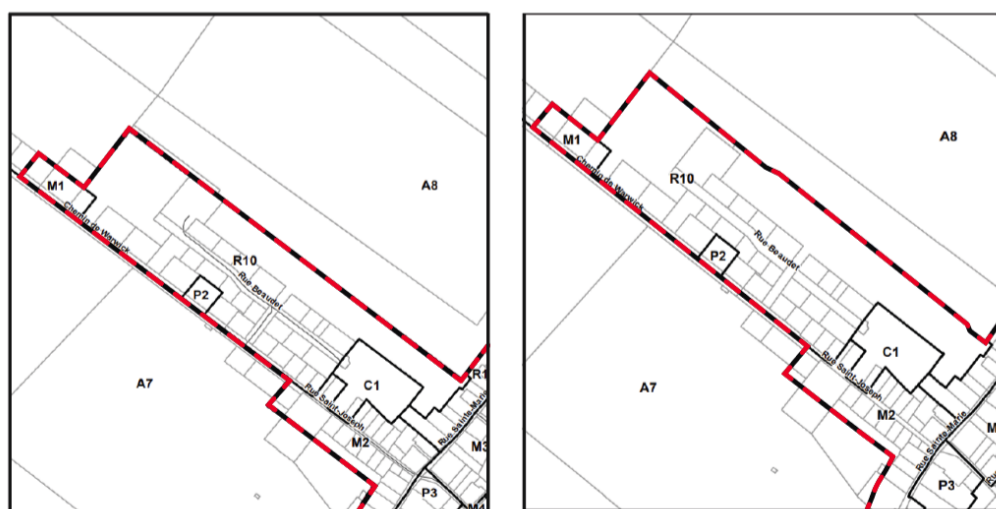 A8
M1
Chemin de Warwick
R10
Rue Beaudet
P2
A7
C1
R1
Rue Saint-Joseph
Rue Sainte-Marie
M2
M3
P3
M4
A8
M1
Chemin de Warwick
R10
Rue Beaudet
P2
A7
C1
Rue Saint-Joseph
M2
Rue Sainte-Marie
M
P3